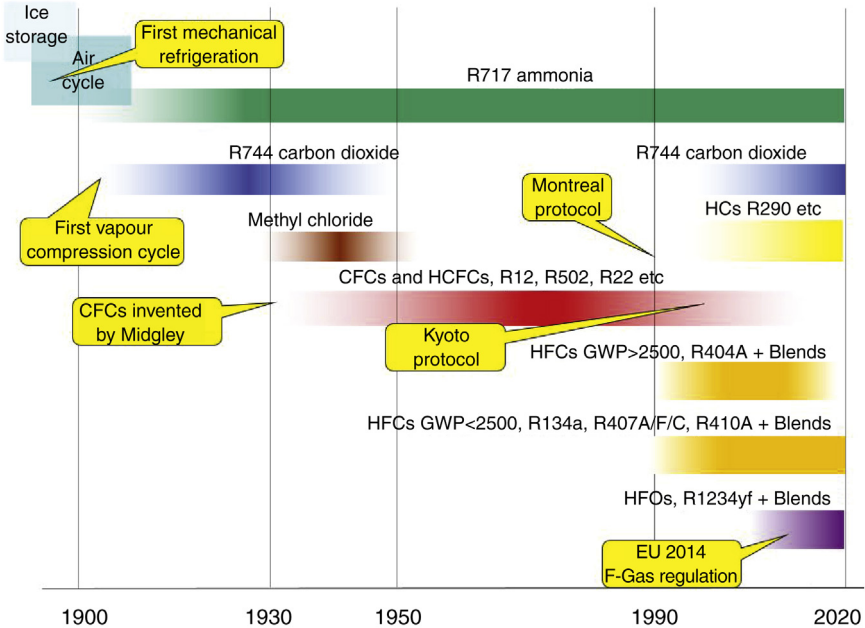 Ice
storage
Air
cycle
First mechanical
refrigeration
R717 ammonia
R744 carbon dioxide
R744 carbon dioxide
First vapour
compression cycle
Montreal
protocol
HCs R290 etc
Methyl chloride
CFCs and HCFCs, R12, R502, R22 etc
CFCs invented
by Midgley
Kyoto
protocol
HFCs GWP>2500, R404A + Blends
HFCs GWP<2500, R134a, R407A/F/C, R410A + Blends
HFOs, R1234yf + Blends
EU 2014
F-Gas regulation
1900
1930
1950
1990
2020